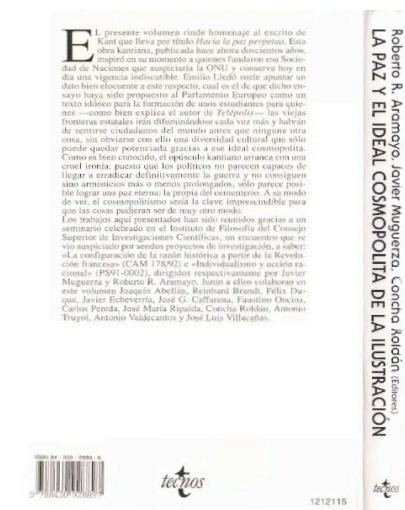 EL presente volumen rinde homenaje al escrito de
Kant que lleva por título Hacia la paz perpetua. Esta
obra kantiana, publicada hace ahora doscientos años,
inspiró en su momento a quienes fundaron esa Socie-
dad de Naciones que auspiciaría la ONU y conserva hoy en
día una vigencia indiscutible. Emilio Lledó suele apuntar un
dato bien elocuente a este respecto, cual es el de que dicho en-
sayo haya sido propuesto al Parlamento Europeo como un
texto idóneo para la formación de unos estudiantes para quie-
nes —como bien explica el autor de Telépolis— las viejas
fronteras estatales irán difuminándose cada vez más y habrán
de sentirse ciudadanos del mundo antes que ninguna otra
cosa, sin obviarse con ello una diversidad cultural que sólo
puede quedar potenciada gracias a ese ideal cosmopolita.
Como es bien conocido, el opúsculo kantiano arranca con una
cruel ironía; puesto que los políticos no parecen capaces de
llegar a erradicar definitivamente la guerra y no consiguen
sino armisticios más o menos prolongados, sólo parece posi-
ble lograr una paz eterna: la propia del cementerio. A su modo
de ver, el cosmopolitismo sería la clave imprescindible para
que las cosas pudieran ser de muy otro modo.
Los trabajos aquí presentados han sido reunidos gracias a un
seminario celebrado en el Instituto de Filosofía del Consejo
Superior de Investigaciones Científicas, un encuentro que se
vio auspiciado por sendos proyectos de investigación, a saber:
«La configuración de la razón histórica a partir de la Revolu-
ción francesa» (CAM 178/92) e «Individualismo y acción ra-
cional» (PS91-0002), dirigidos respectivamente por Javier
Muguerza y Roberto R. Aramayo. Junto a ellos colaboran en
este volumen Joaquín Abellán, Reinhard Brandt, Félix Du-
que, Javier Echeverría, José G. Caffarena, Faustino Oncina,
Carlos Pereda, José María Ripalda, Concha Roldán, Antonio
Truyol, Antonio Valdecantos y José Luis Villacañas.
tecnos
1212115
Roberto R. Aramayo, Javier Muguerza, Concha Roldán (Editores)
LA PAZ Y EL IDEAL COSMOPOLITA DE LA ILUSTRACIÓN